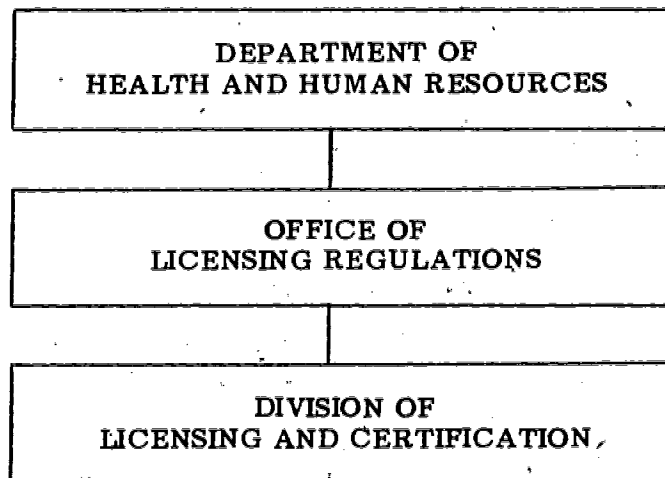 DEPARTMENT OF
HEALTH AND HUMAN RESOURCES
OFFICE OF
LICENSING REGULATIONS
DIVISION OF
LICENSING AND CERTIFICATION